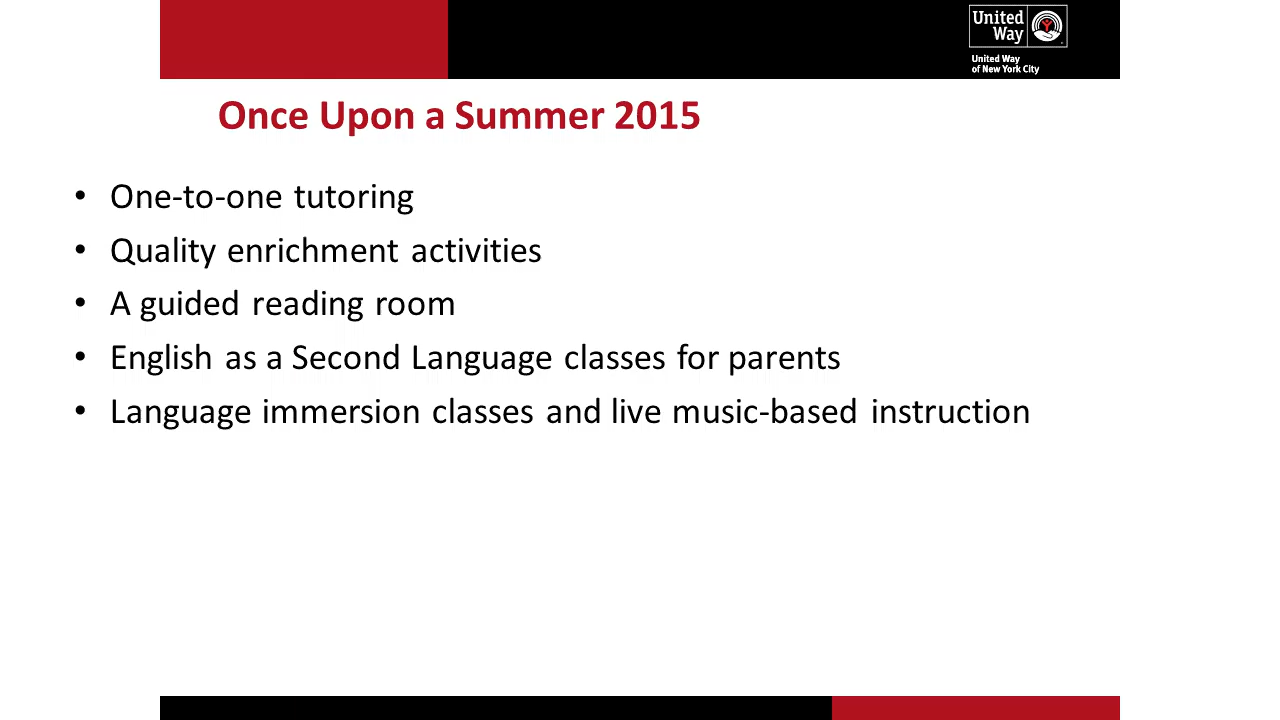 United
Way
United Way
of New York City
Once Upon a Summer 2015
• One-to-one tutoring
• Quality enrichment activities
• A guided reading room
• English as a Second Language classes for parents
• Language immersion classes and live music-based instruction